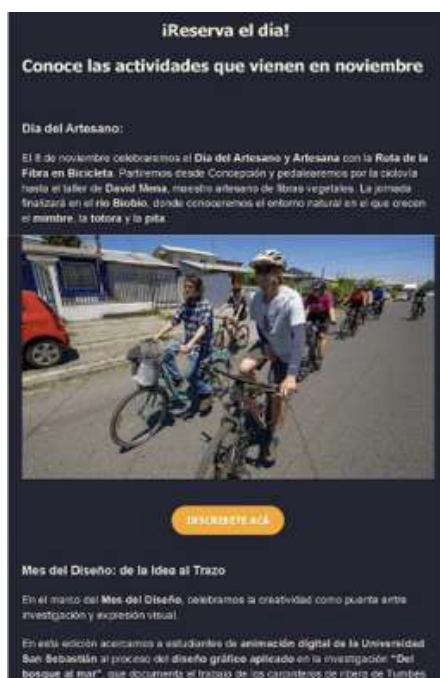 ¡Reserva el día!
Conoce las actividades que vienen en noviembre
Día del Artesano:
El 8 de noviembre celebraremos el Día del Artesano y Artesana con la Ruta de la
Fibra en Bicicleta. Partiremos desde Concepción y pedalearemos por la ciclovía
hasta el taller de David Mena, maestro artesano de fibras vegetales. La jornada
finalizará en el río Biobío, donde conoceremos el entorno natural en el que crecen
el mimbre, la totora y la pita.
INSCRÍBETE ACÁ
Mes del Diseño: de la Idea al Trazo
En el marco del Mes del Diseño, celebramos la creatividad como puente entre
investigación y expresión visual.
En esta edición acercamos a estudiantes de animación digital de la Universidad
San Sebastián al proceso del diseño gráfico aplicado en la investigación "Del
bosque al mar", que documenta el trabajo de los carpinteros de ribera de Tumbes